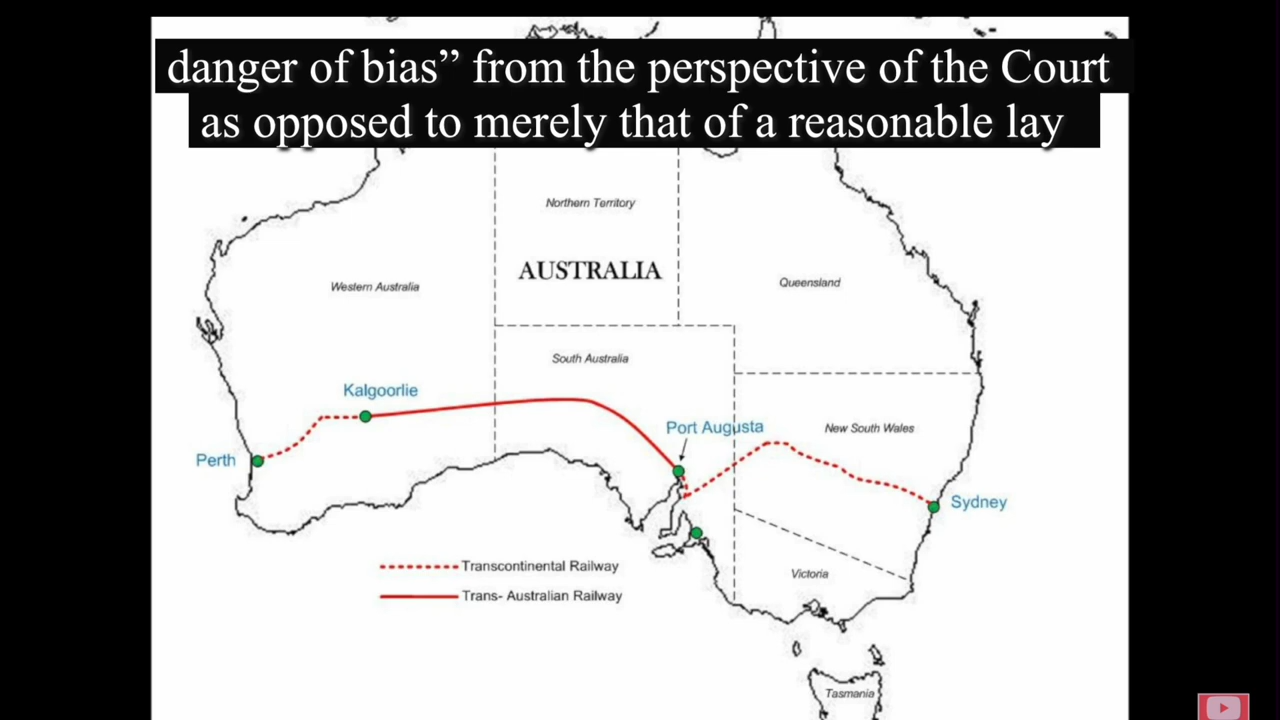 danger of bias” from the perspective of the Court
as opposed to merely that of a reasonable lay
Northern Territory
AUSTRALIA
Western Australia
Queensland
South Australia
Kalgoorlie
Port Augusta
New South Wales
Perth
Sydney
Transcontinental Railway
Victoria
Trans- Australian Railway
Tasmania